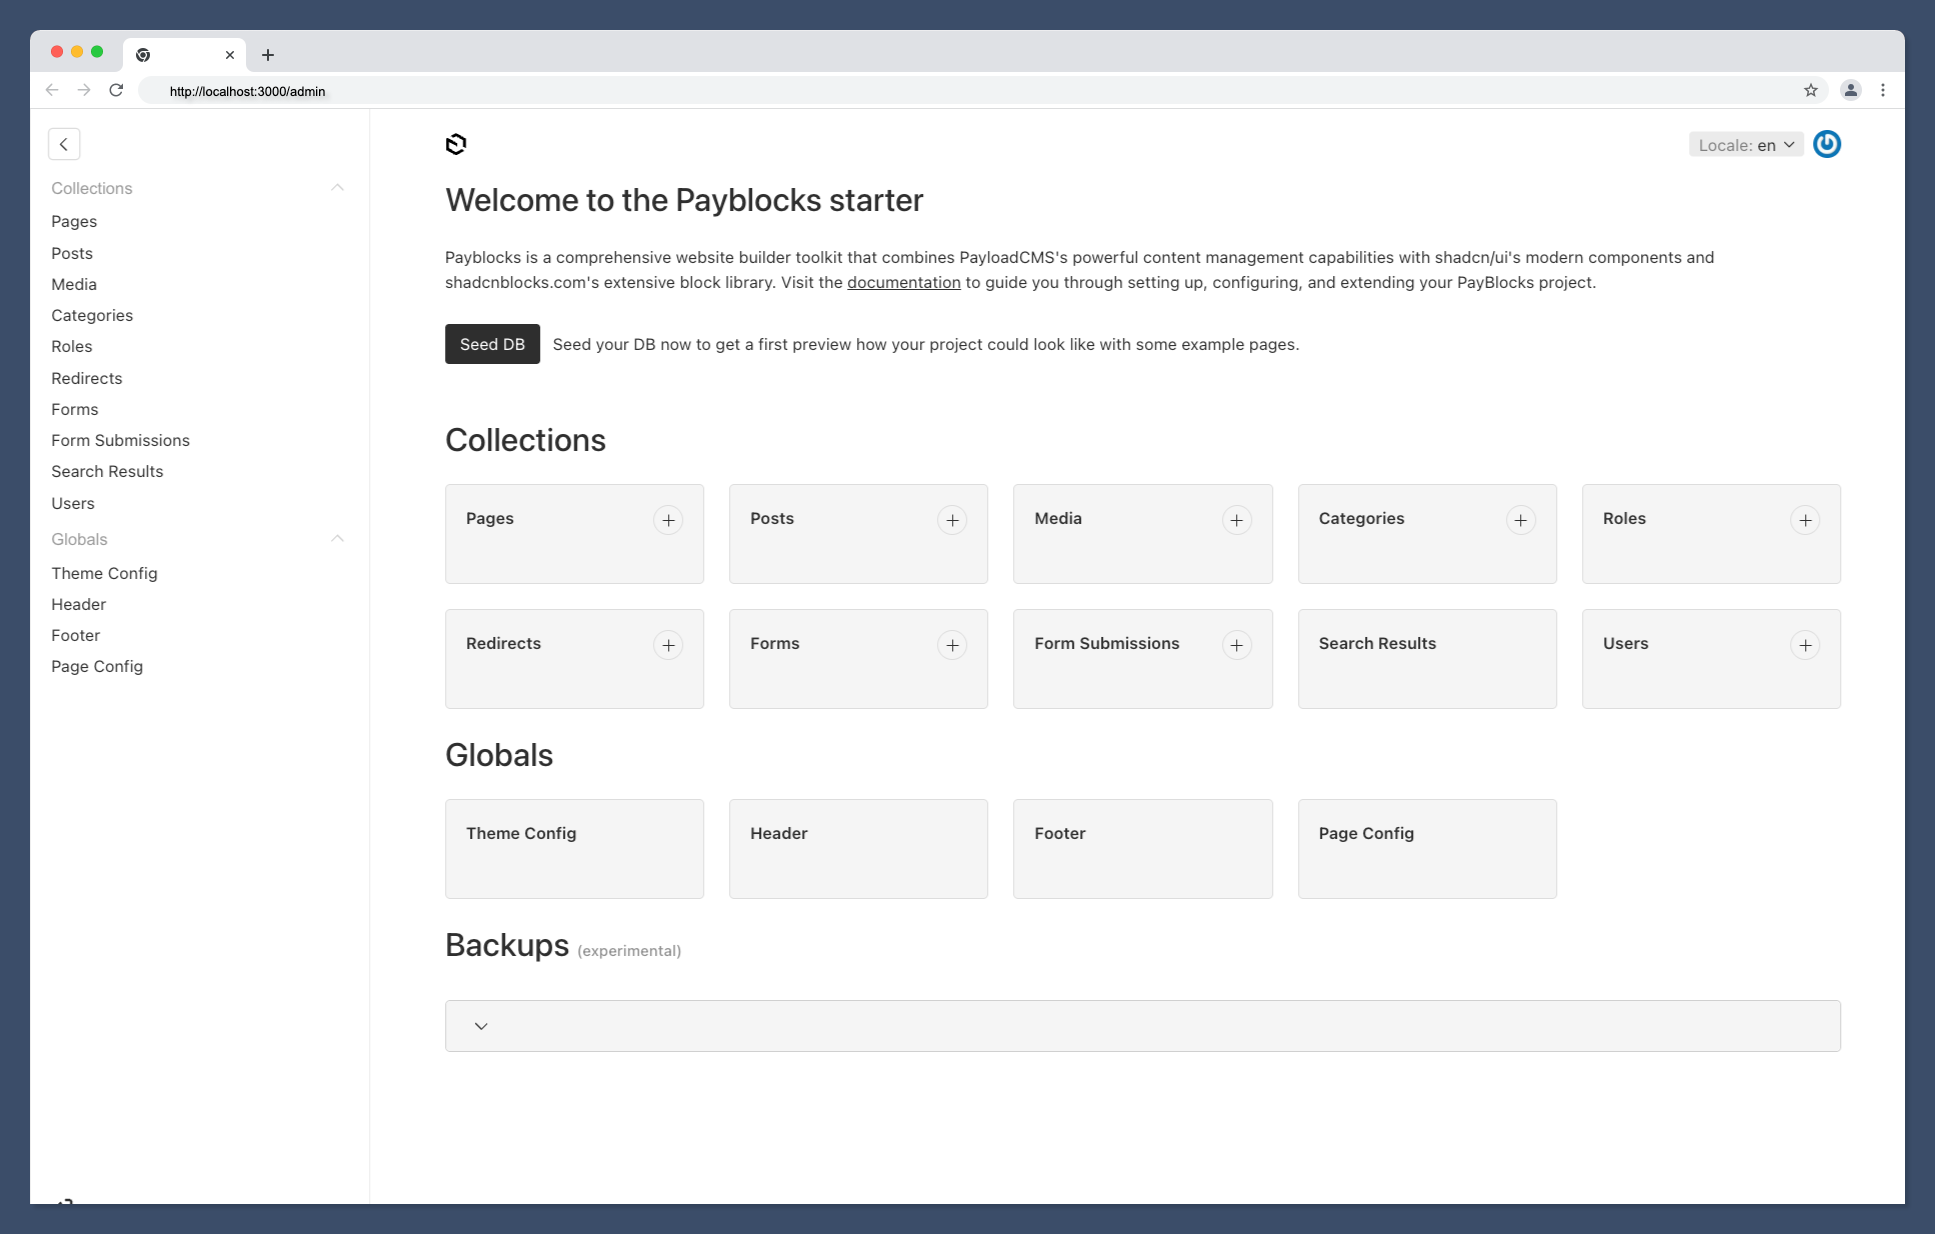 http://localhost:3000/admin
Locale: en
Collections
Pages
Posts
Media
Categories
Roles
Redirects
Forms
Form Submissions
Search Results
Users
Globals
Theme Config
Header
Footer
Page Config
Welcome to the Payblocks starter
Payblocks is a comprehensive website builder toolkit that combines PayloadCMS's powerful content management capabilities with shadcn/ui's modern components and
shadcnblocks.com's extensive block library. Visit the documentation to guide you through setting up, configuring, and extending your PayBlocks project.
Seed DB Seed your DB now to get a first preview how your project could look like with some example pages.
Collections
Pages
Posts
Media
Categories
Roles
Redirects
Forms
Form Submissions
Search Results
Users
Globals
Theme Config
Header
Footer
Page Config
Backups (experimental)